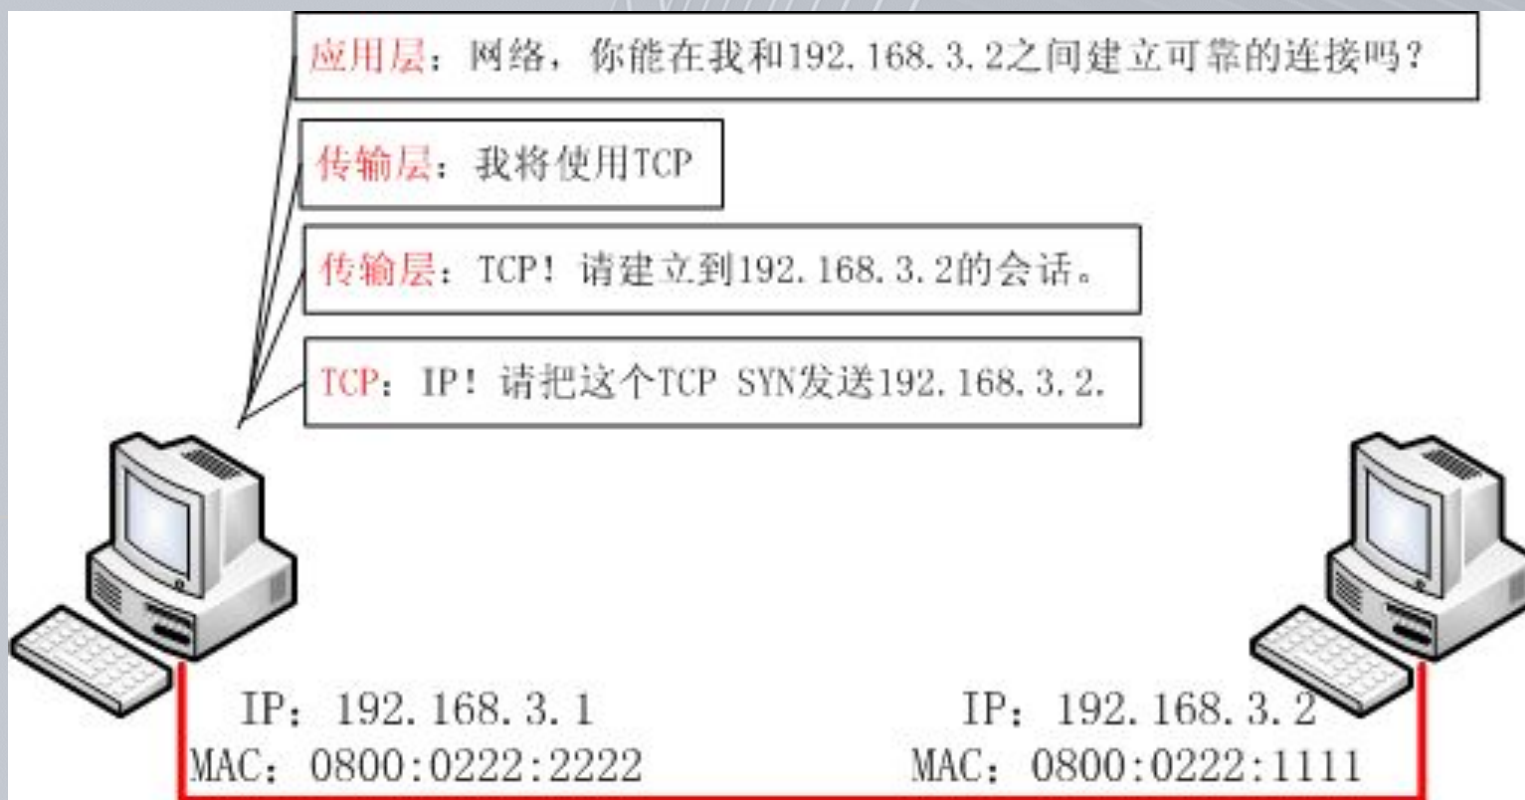 应用层：网络，你能在我和192.168.3.2之间建立可靠的连接吗？
传输层：我将使用TCP
传输层：TCP！请建立到192.168.3.2的会话。
TCP：IP！请把这个TCP SYN发送192.168.3.2.
IP：192.168.3.1
MAC：0800:0222:2222
IP：192.168.3.2
MAC：0800:0222:1111